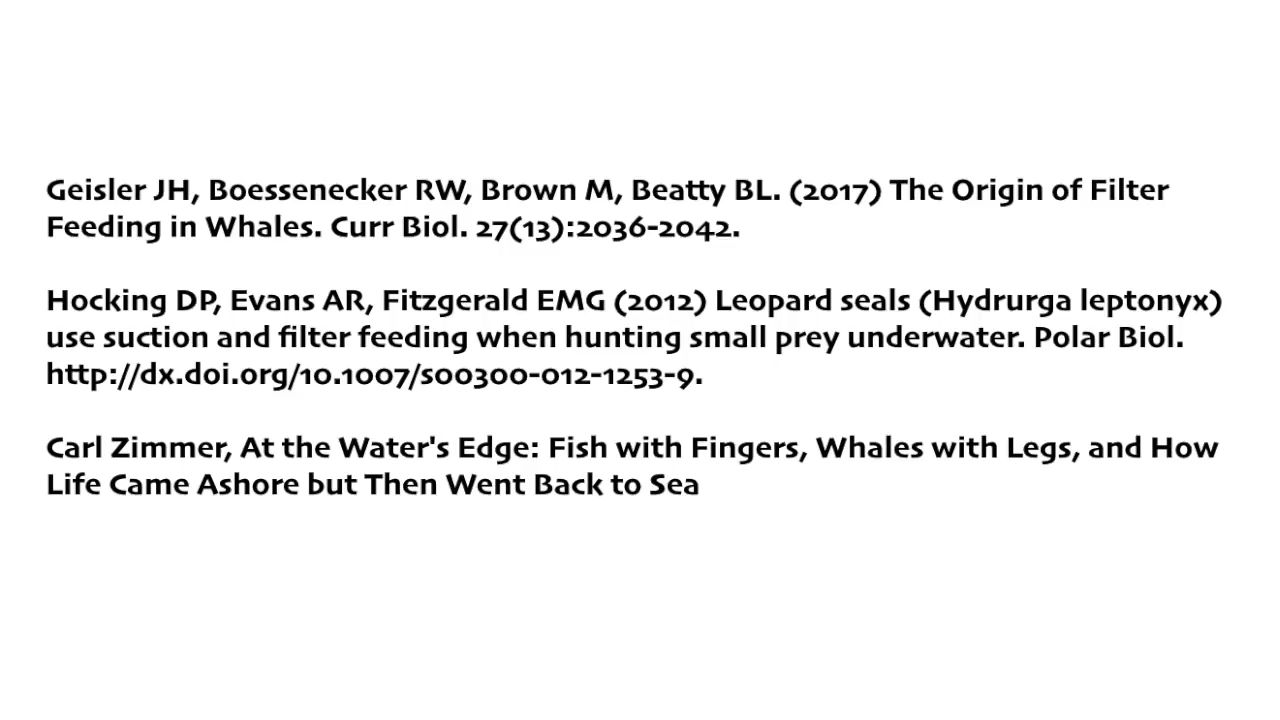 Geisler JH, Boessenecker RW, Brown M, Beatty BL. (2017) The Origin of Filter
Feeding in Whales. Curr Biol. 27(13):2036-2042.
Hocking DP, Evans AR, Fitzgerald EMG (2012) Leopard seals (Hydrurga leptonyx)
use suction and filter feeding when hunting small prey underwater. Polar Biol.
http://dx.doi.org/10.1007/s00300-012-1253-9.
Carl Zimmer, At the Water's Edge: Fish with Fingers, Whales with Legs, and How
Life Came Ashore but Then Went Back to Sea